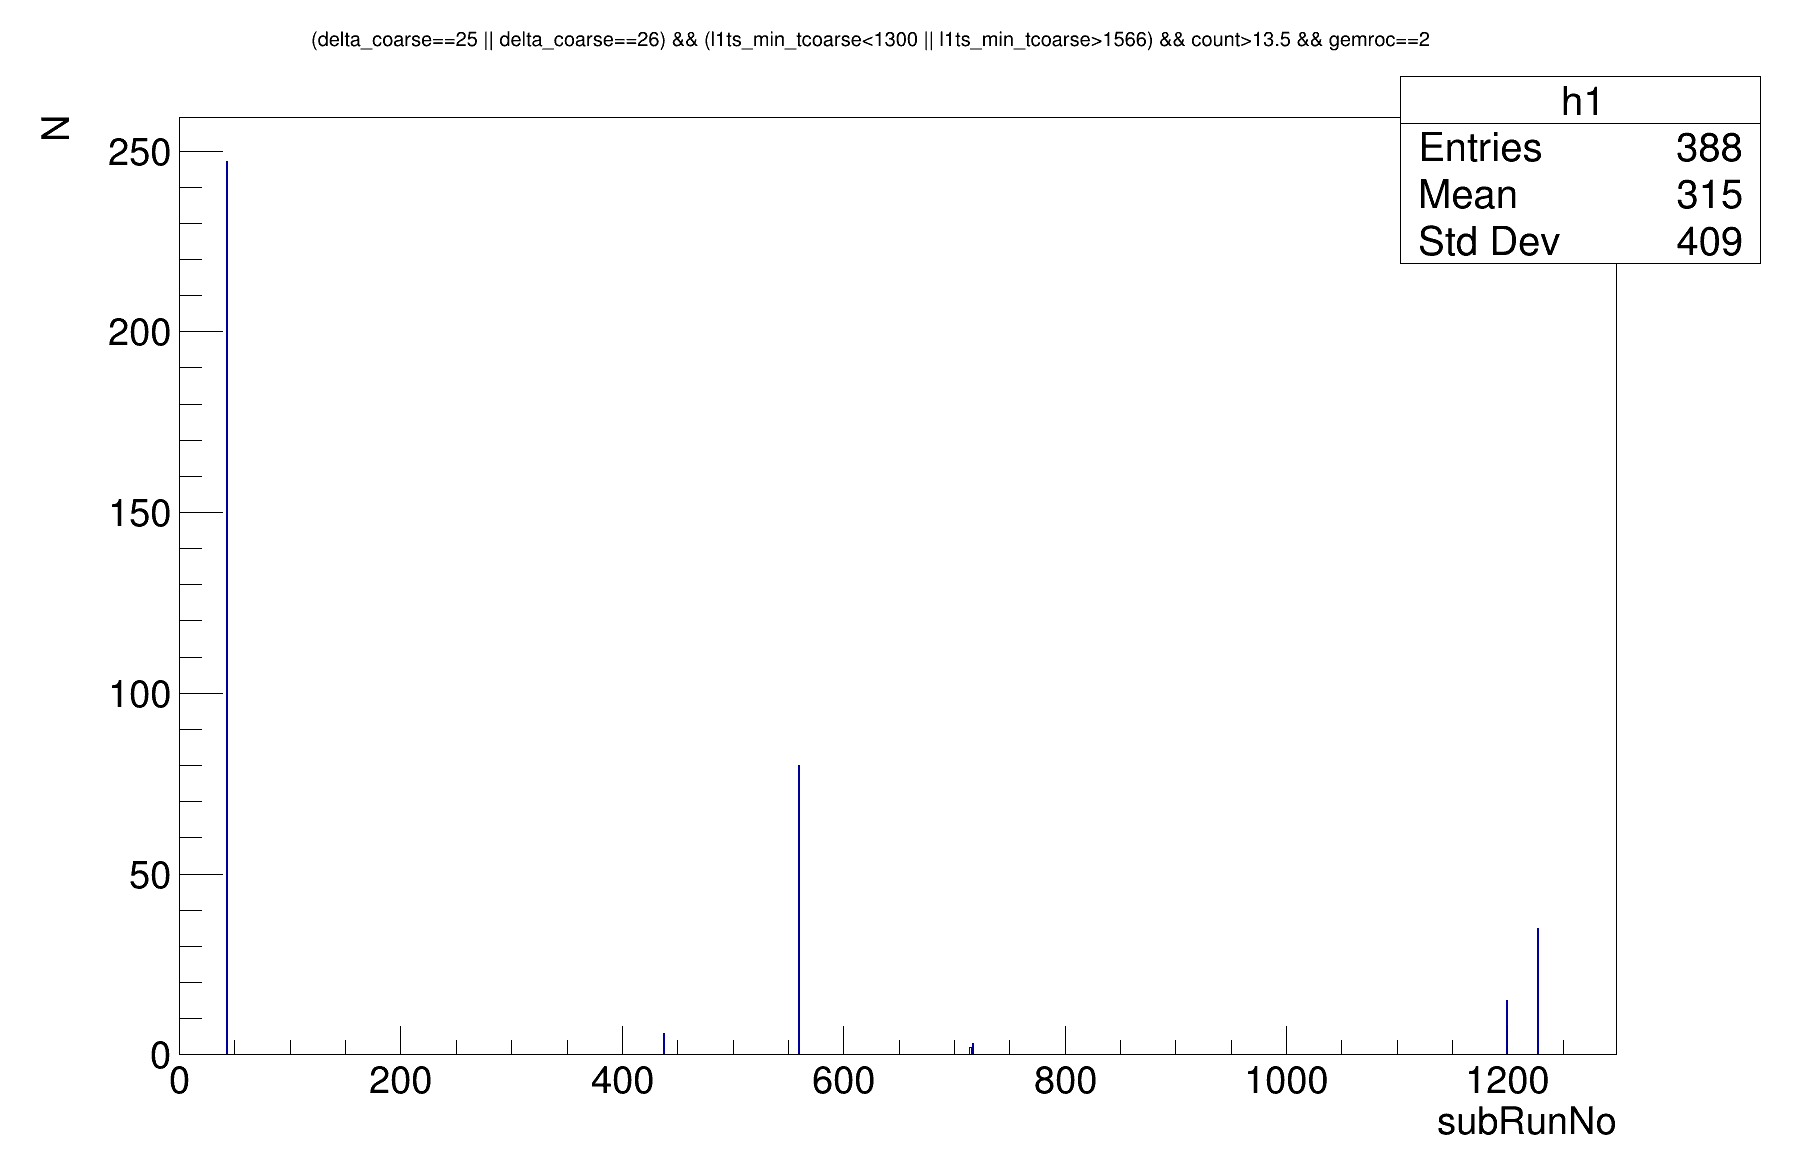 (delta_coarse==25 || delta_coarse==26) && (l1ts_min_tcoarse<1300 || l1ts_min_tcoarse>1566) && count>13.5 && gemroc==2
h1
Entries 388
Mean 315
Std Dev 409
N
250
200
150
100
50
0
0 200 400 600 800 1000 1200
subRunNo